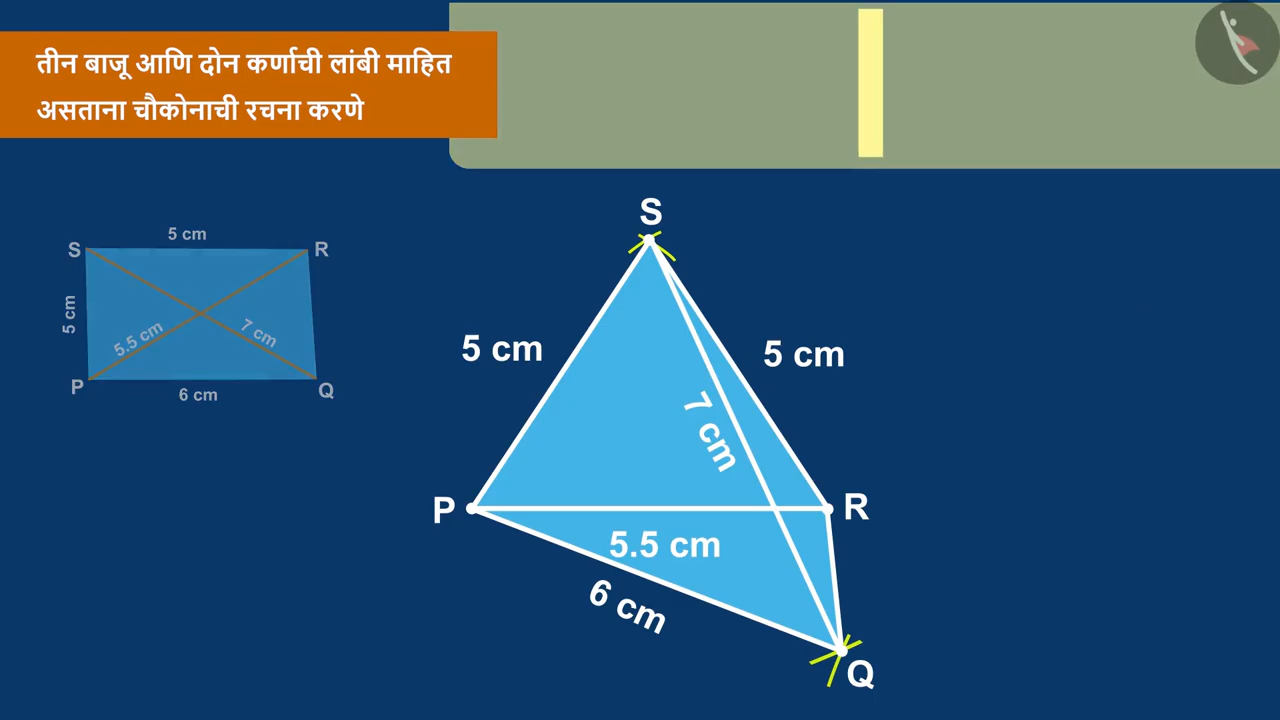 तीन बाजू आणि दोन कर्णाची लांबी माहित
असताना चौकोनाची रचना करणे
5 cm
S
R
5 cm
5.5 cm
7 cm
P
6 cm
Q
S
5 cm
5 cm
7 cm
P
R
5.5 cm
6 cm
Q